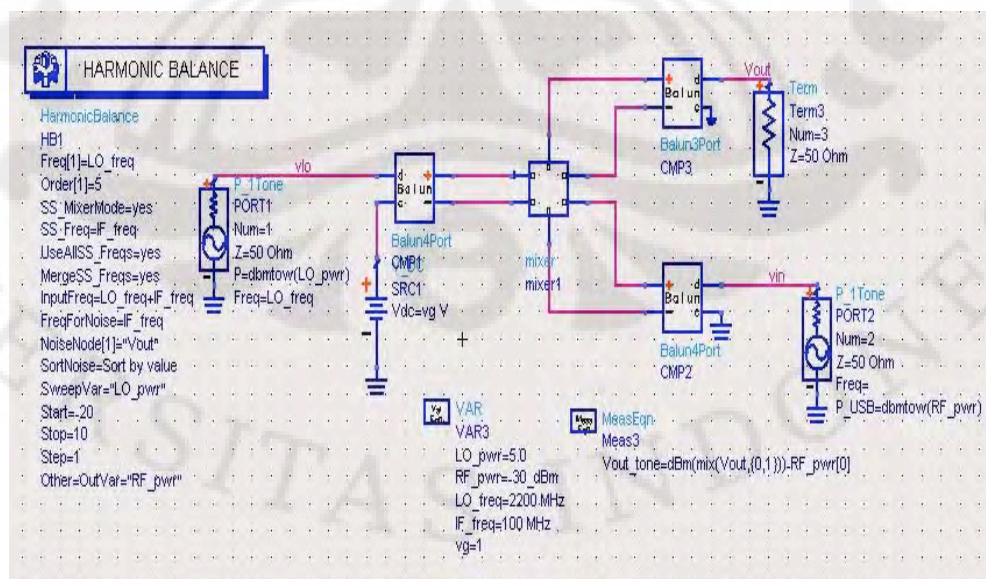 HARMONIC BALANCE
HarmonicBalance
HB1
Freq[1]=LO_freq
Order[1]=5
SS_MixerMode=yes
SS_Freq=IF_freq
UseAllSS_Freqs=yes
MergeSS_Freqs=yes
InputFreq=LO_freq+IF_freq
FreqForNoise=IF_freq
NoiseNode[1]="Vout"
SortNoise=Sort by value
SweepVar="LO_pwr"
Start=-20
Stop=10
Step=1
Other=OutVar="RF_pwr"
vlo
P_1Tone
PORT1
Num=1
Z=50 Ohm
P=dbmtow(LO_pwr)
Freq=LO_freq
d
Balun
c
Balun4Port
CMP1
SRC1
Vdc=vg V
mixer
mixer1
d
Balun
c
Balun3Port
CMP3
Vout
Term
Term3
Num=3
Z=50 Ohm
d
Balun
c
Balun4Port
CMP2
vin
P_1Tone
PORT2
Num=2
Z=50 Ohm
Freq=
P_USB=dbmtow(RF_pwr)
Var
Eqn
VAR
VAR3
LO_pwr=5.0
RF_pwr=-30_dBm
LO_freq=2200 MHz
IF_freq=100 MHz
vg=1
Meas
Eqn
MeasEqn
Meas3
Vout_tone=dBm(mix(Vout,{0,1}))-RF_pwr[0]